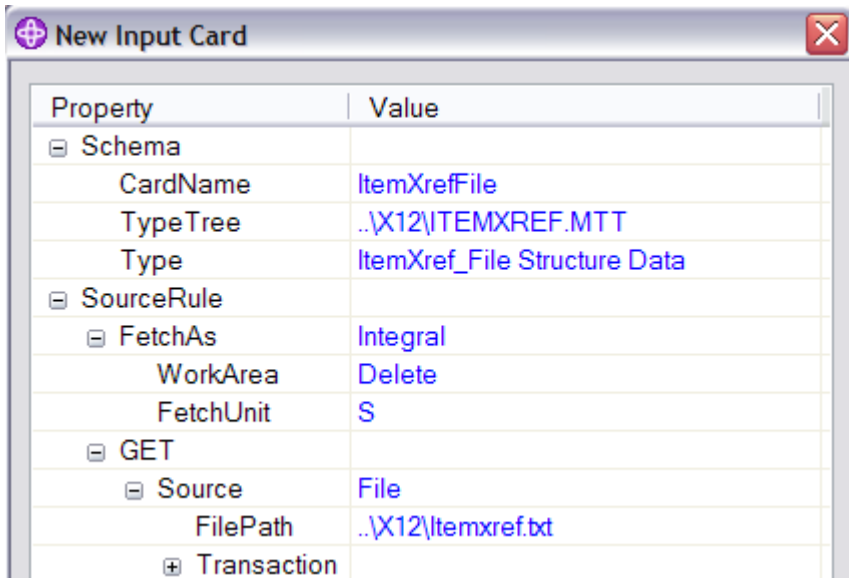 New Input Card
Property Value
Schema
CardName ItemXrefFile
TypeTree ..\X12\ITEMXREF.MTT
Type ItemXref_File Structure Data
SourceRule
FetchAs Integral
WorkArea Delete
FetchUnit S
GET
Source File
FilePath ..\X12\Itemxref.txt
Transaction